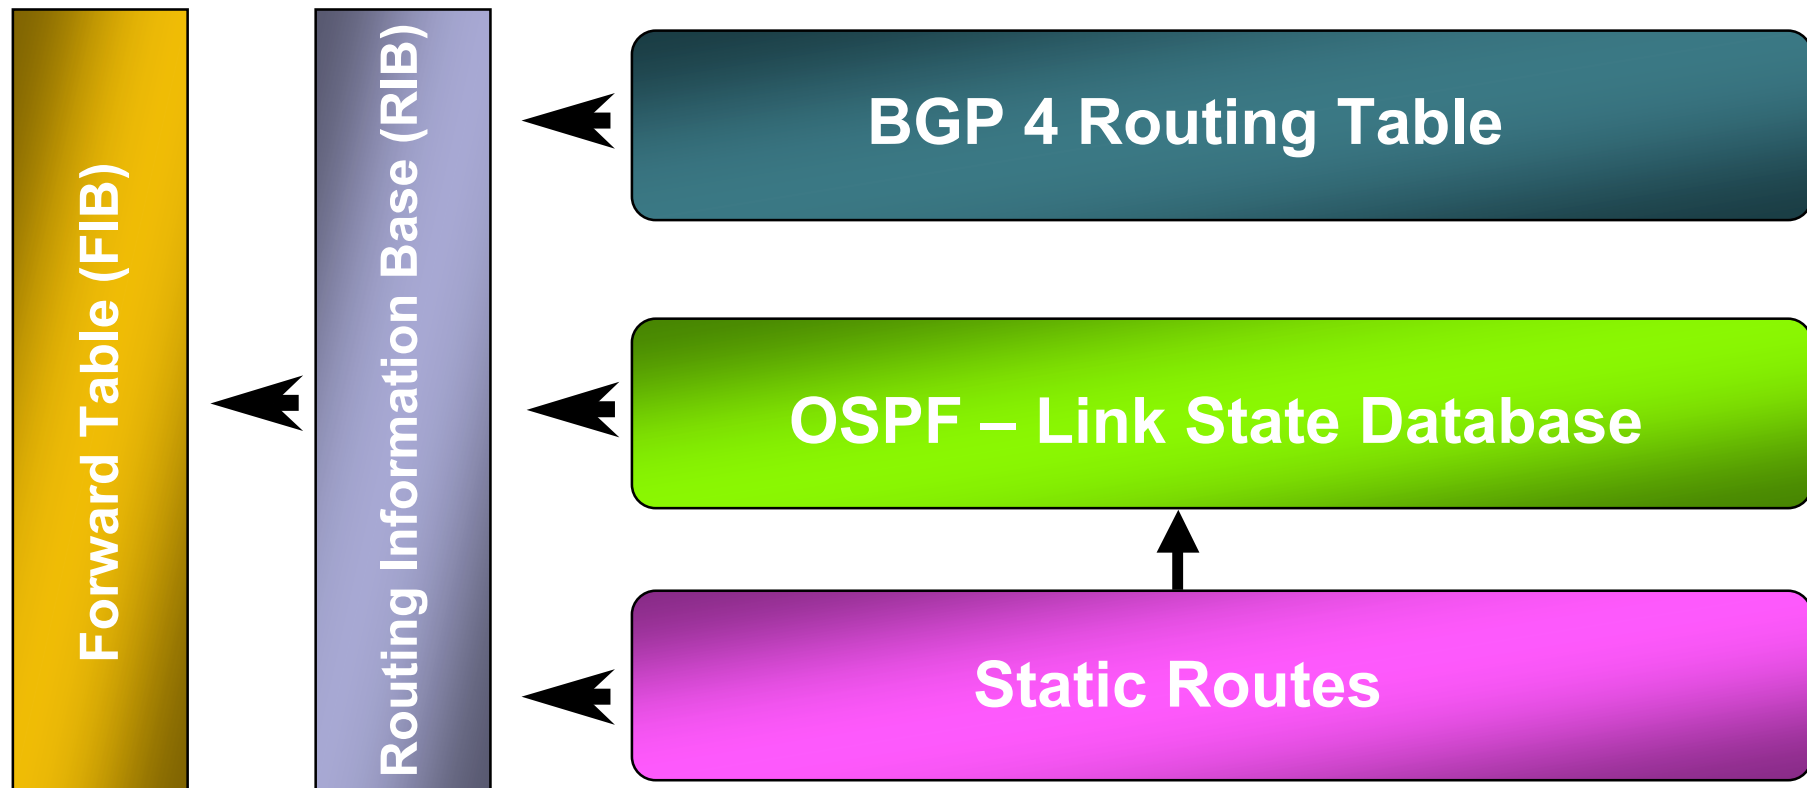 Forward Table (FIB)
Routing Information Base (RIB)
BGP 4 Routing Table
OSPF – Link State Database
Static Routes